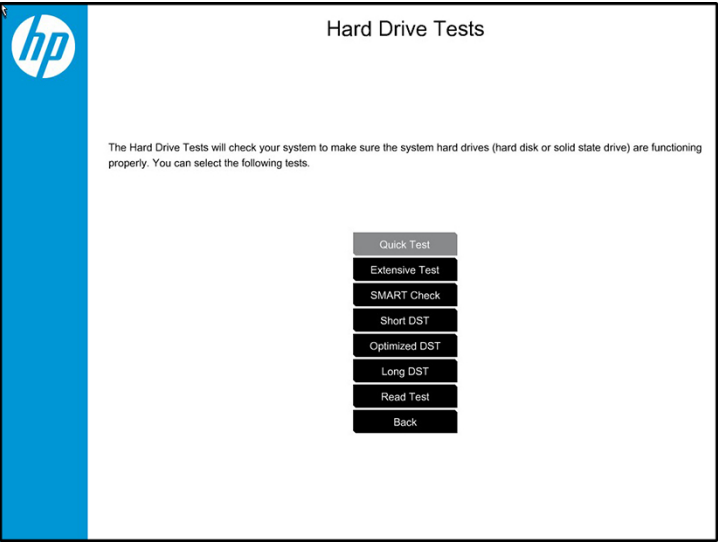 hp
Hard Drive Tests
The Hard Drive Tests will check your system to make sure the system hard drives (hard disk or solid state drive) are functioning
properly. You can select the following tests.
Quick Test
Extensive Test
SMART Check
Short DST
Optimized DST
Long DST
Read Test
Back